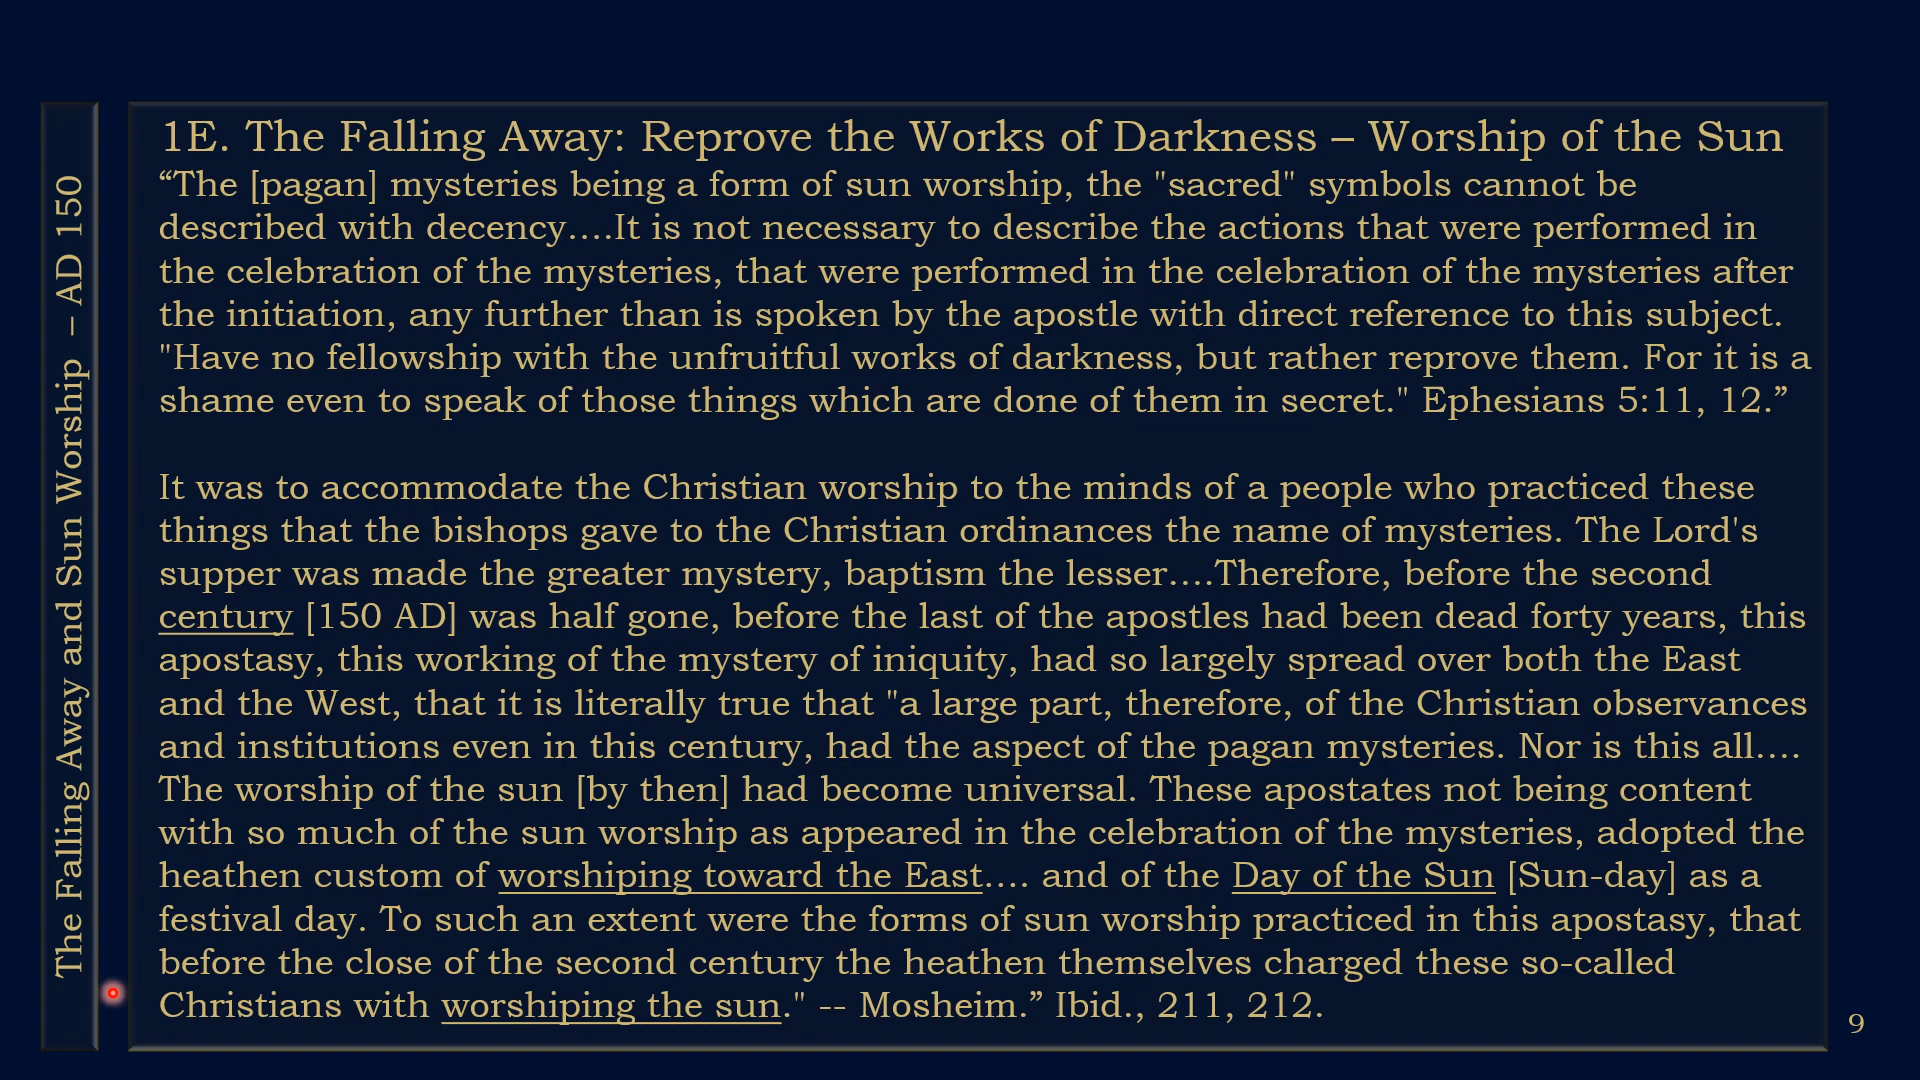 The Falling Away and Sun Worship – AD 150
1E. The Falling Away: Reprove the Works of Darkness – Worship of the Sun
“The [pagan] mysteries being a form of sun worship, the "sacred" symbols cannot be
described with decency….It is not necessary to describe the actions that were performed in
the celebration of the mysteries, that were performed in the celebration of the mysteries after
the initiation, any further than is spoken by the apostle with direct reference to this subject.
"Have no fellowship with the unfruitful works of darkness, but rather reprove them. For it is a
shame even to speak of those things which are done of them in secret." Ephesians 5:11, 12.”
It was to accommodate the Christian worship to the minds of a people who practiced these
things that the bishops gave to the Christian ordinances the name of mysteries. The Lord's
supper was made the greater mystery, baptism the lesser….Therefore, before the second
century [150 AD] was half gone, before the last of the apostles had been dead forty years, this
apostasy, this working of the mystery of iniquity, had so largely spread over both the East
and the West, that it is literally true that "a large part, therefore, of the Christian observances
and institutions even in this century, had the aspect of the pagan mysteries. Nor is this all….
The worship of the sun [by then] had become universal. These apostates not being content
with so much of the sun worship as appeared in the celebration of the mysteries, adopted the
heathen custom of worshiping toward the East…. and of the Day of the Sun [Sun-day] as a
festival day. To such an extent were the forms of sun worship practiced in this apostasy, that
before the close of the second century the heathen themselves charged these so-called
Christians with worshiping the sun." -- Mosheim.” Ibid., 211, 212.
9